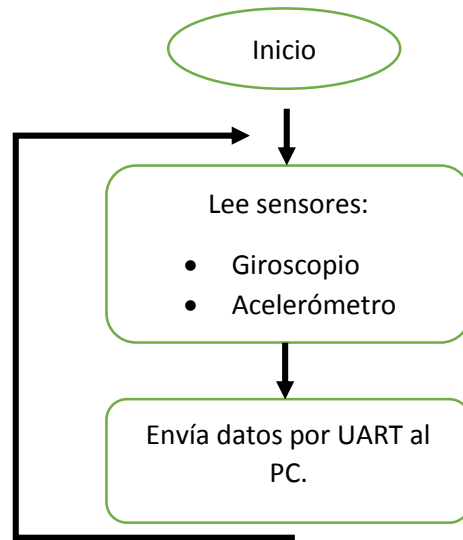 Inicio
Lee sensores:
• Giroscopio
• Acelerómetro
Envía datos por UART al
PC.